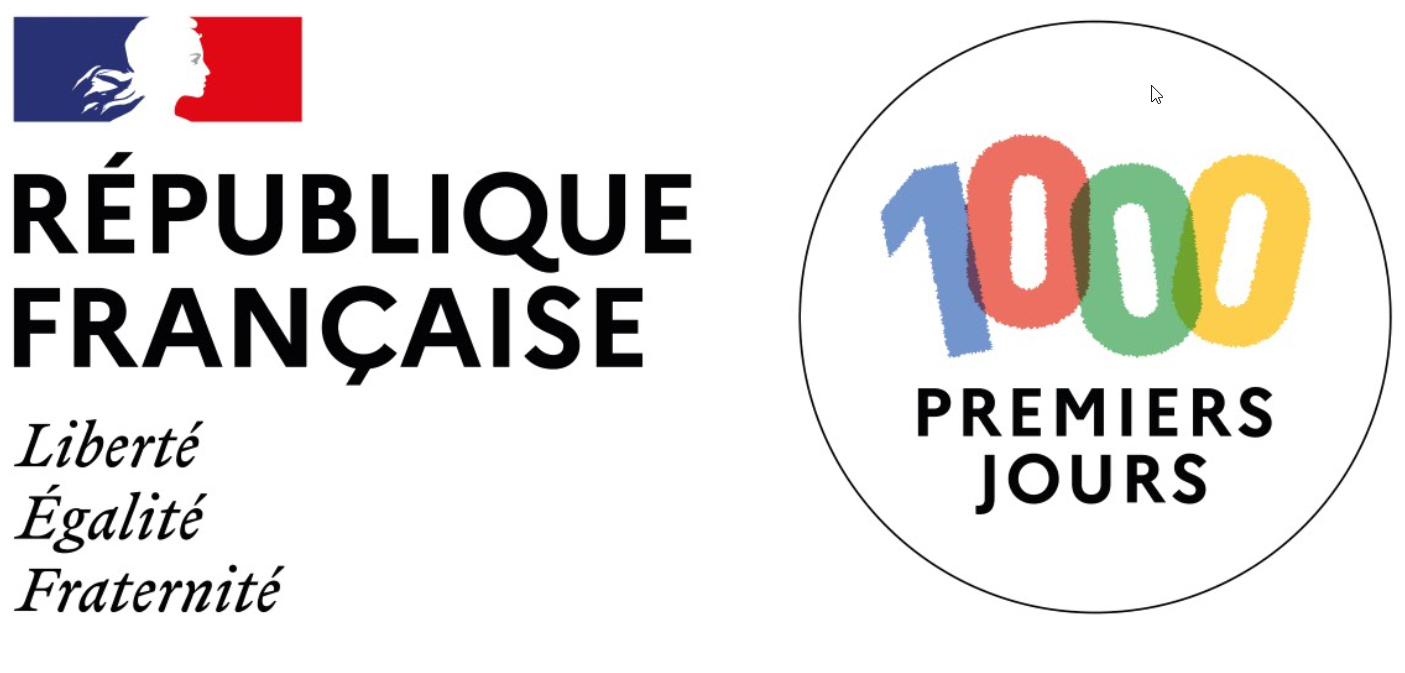 RÉPUBLIQUE
FRANÇAISE
Liberté
Égalité
Fraternité
1000
PREMIERS
JOURS